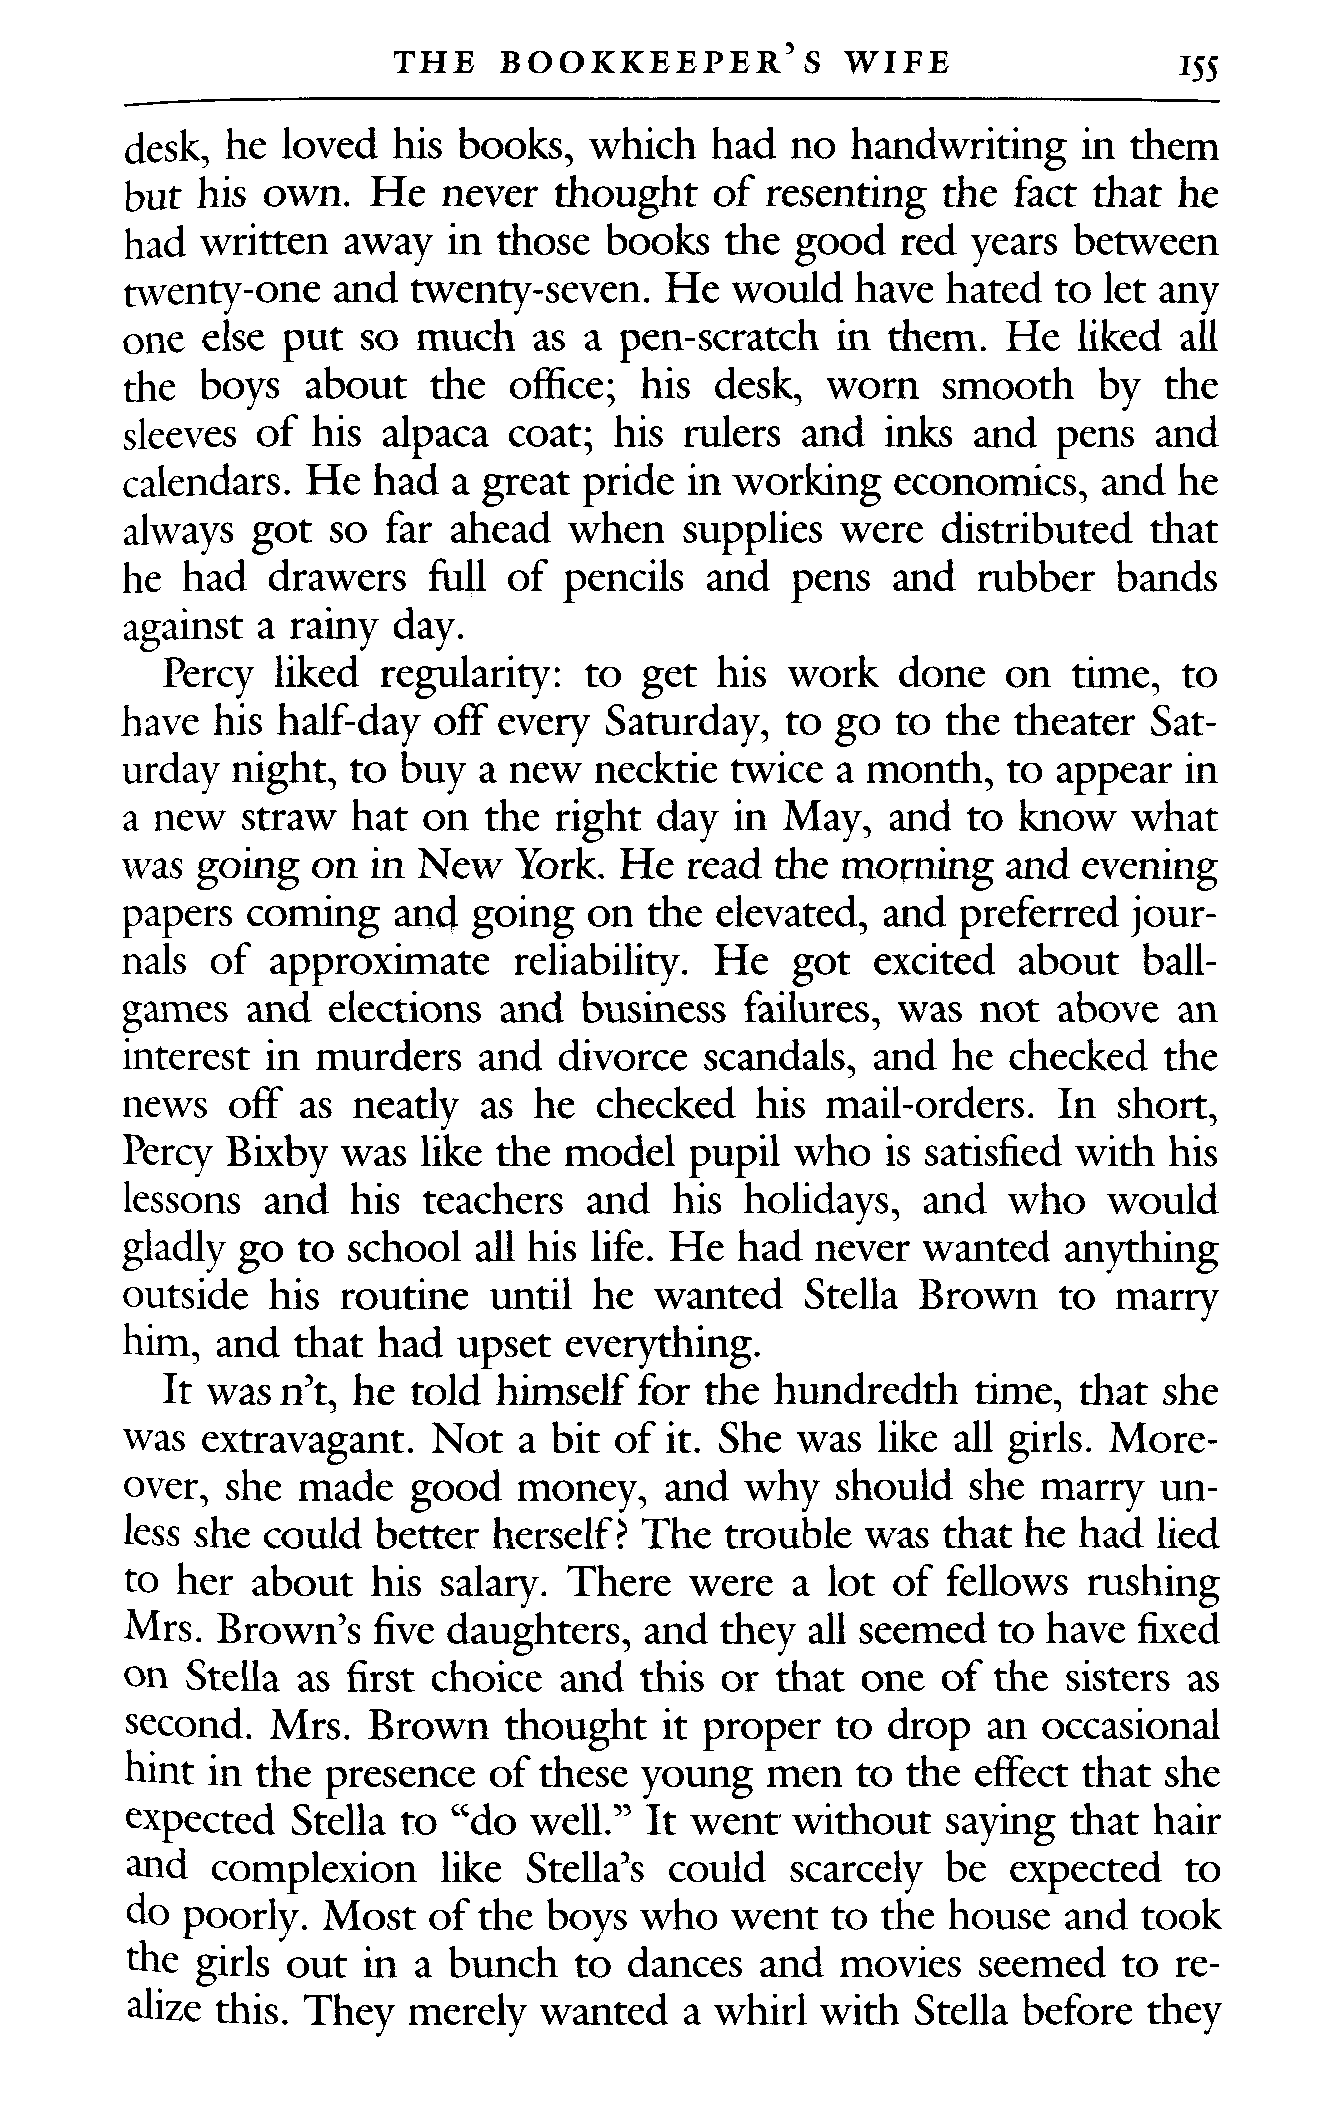 THE BOOKKEEPER'S WIFE 155
desk, he loved his books, which had no handwriting in them
but his own. He never thought of resenting the fact that he
had written away in those books the good red years between
twenty-one and twenty-seven. He would have hated to let any
one else put so much as a pen-scratch in them. He liked all
the boys about the office; his desk, worn smooth by the
sleeves of his alpaca coat; his rulers and inks and pens and
calendars. He had a great pride in working economics, and he
always got so far ahead when supplies were distributed that
he had drawers full of pencils and pens and rubber bands
against a rainy day.
Percy liked regularity: to get his work done on time, to
have his half-day off every Saturday, to go to the theater Sat-
urday night, to buy a new necktie twice a month, to appear in
a new straw hat on the right day in May, and to know what
was going on in New York. He read the morning and evening
papers coming and going on the elevated, and preferred jour-
nals of approximate reliability. He got excited about ball-
games and elections and business failures, was not above an
interest in murders and divorce scandals, and he checked the
news off as neatly as he checked his mail-orders. In short,
Percy Bixby was like the model pupil who is satisfied with his
lessons and his teachers and his holidays, and who would
gladly go to school all his life. He had never wanted anything
outside his routine until he wanted Stella Brown to marry
him, and that had upset everything.
It was n't, he told himself for the hundredth time, that she
was extravagant. Not a bit of it. She was like all girls. More-
over, she made good money, and why should she marry un-
less she could better herself? The trouble was that he had lied
to her about his salary. There were a lot of fellows rushing
Mrs. Brown's five daughters, and they all seemed to have fixed
on Stella as first choice and this or that one of the sisters as
second. Mrs. Brown thought it proper to drop an occasional
hint in the presence of these young men to the effect that she
expected Stella to “do well.” It went without saying that hair
and complexion like Stella's could scarcely be expected to
do poorly. Most of the boys who went to the house and took
the girls out in a bunch to dances and movies seemed to re-
alize this. They merely wanted a whirl with Stella before they